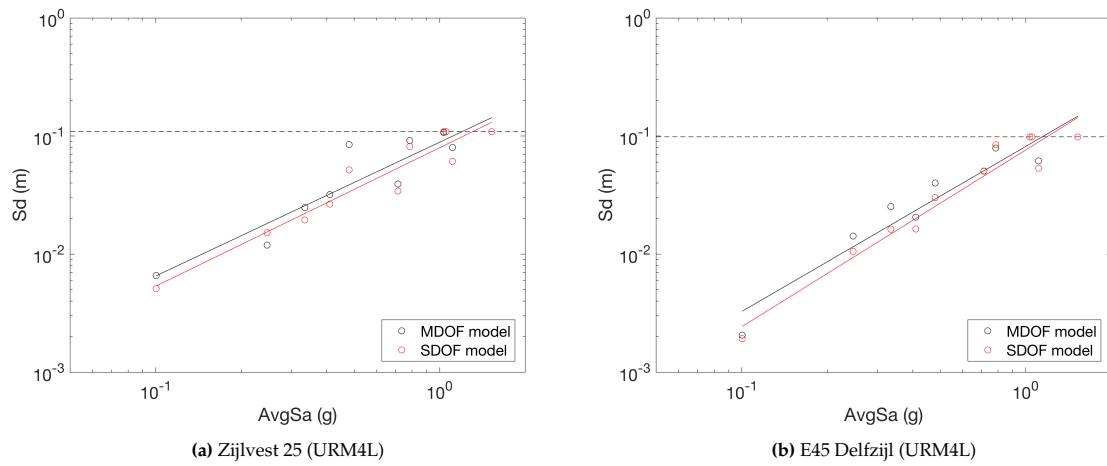 10^0
10^-1
10^-2
10^-3
Sd (m)
10^-1
10^0
AvgSa (g)
MDOF model
SDOF model
(a) Zijlvest 25 (URM4L)
10^0
10^-1
10^-2
10^-3
Sd (m)
10^-1
10^0
AvgSa (g)
MDOF model
SDOF model
(b) E45 Delfzijl (URM4L)